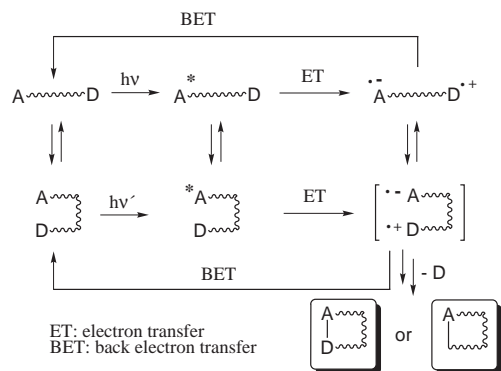 BET
A D hν *A D ET •- A D •+
A D hν´ *A D ET [ •- A •+ D ]
BET - D
A D or A
ET: electron transfer
BET: back electron transfer